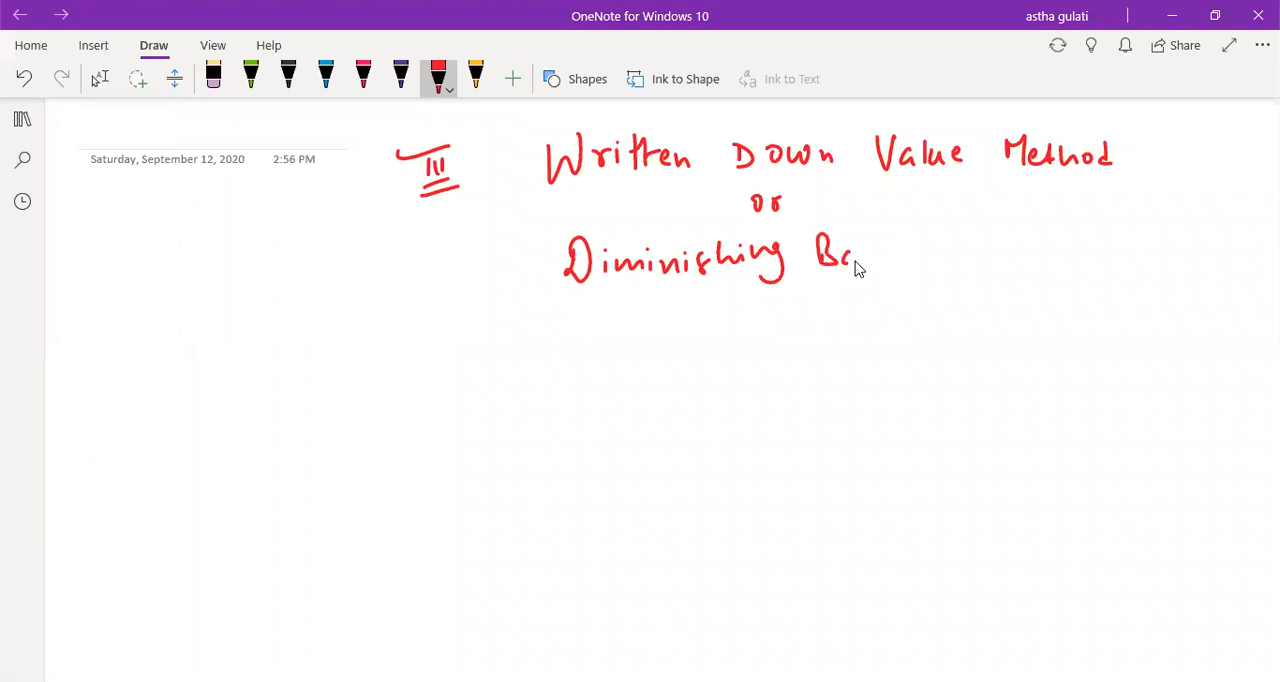 OneNote for Windows 10
astha gulati
Home Insert Draw View Help
Share
Shapes Ink to Shape Ink to Text
Saturday, September 12, 2020 2:56 PM
III Written Down Value Method
or
Diminishing Ba